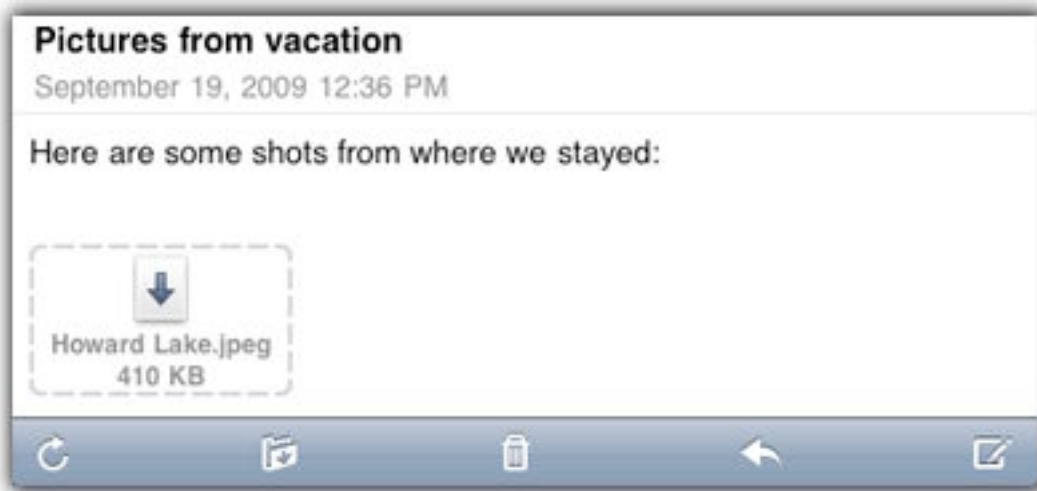 Pictures from vacation
September 19, 2009 12:36 PM
Here are some shots from where we stayed:
Howard Lake.jpeg
410 KB